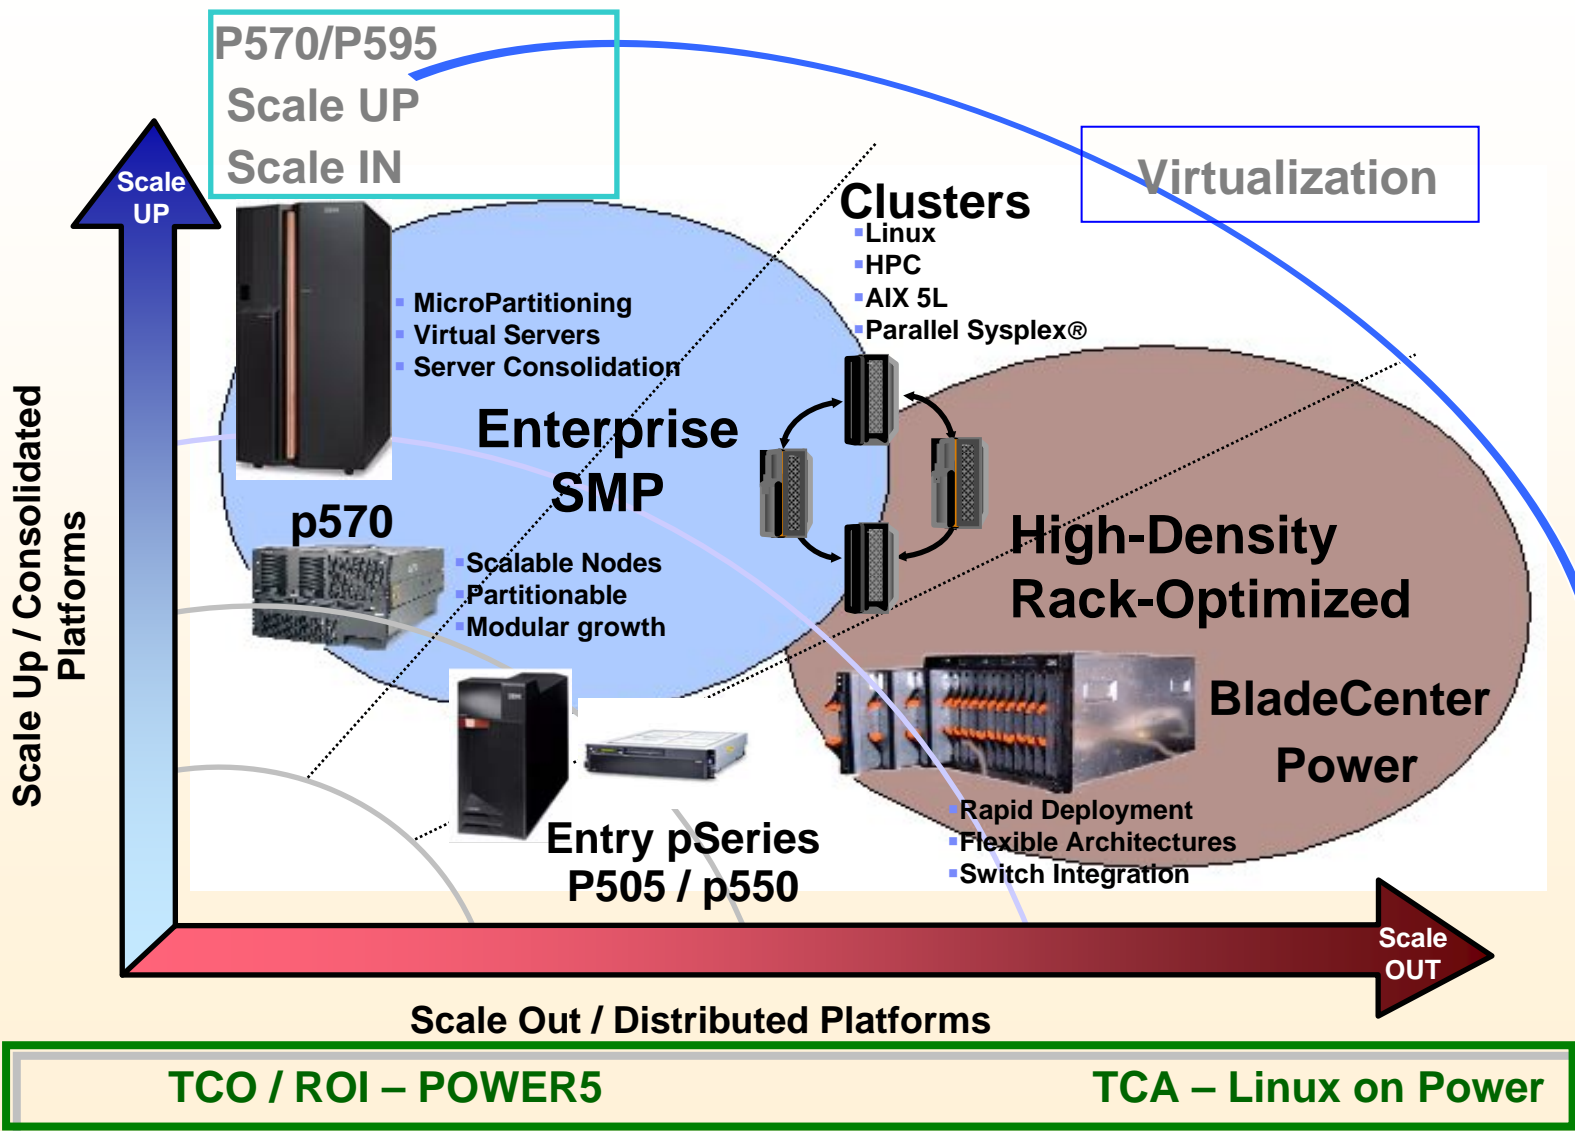 P570/P595
Scale UP
Scale IN
Virtualization
Scale
UP
Clusters
Linux
HPC
AIX 5L
Parallel Sysplex®
MicroPartitioning
Virtual Servers
Server Consolidation
Enterprise
SMP
p570
Scalable Nodes
Partitionable
Modular growth
High-Density
Rack-Optimized
BladeCenter
Power
Rapid Deployment
Flexible Architectures
Switch Integration
Entry pSeries
P505 / p550
Scale Up / Consolidated
Platforms
Scale
OUT
Scale Out / Distributed Platforms
TCO / ROI – POWER5
TCA – Linux on Power